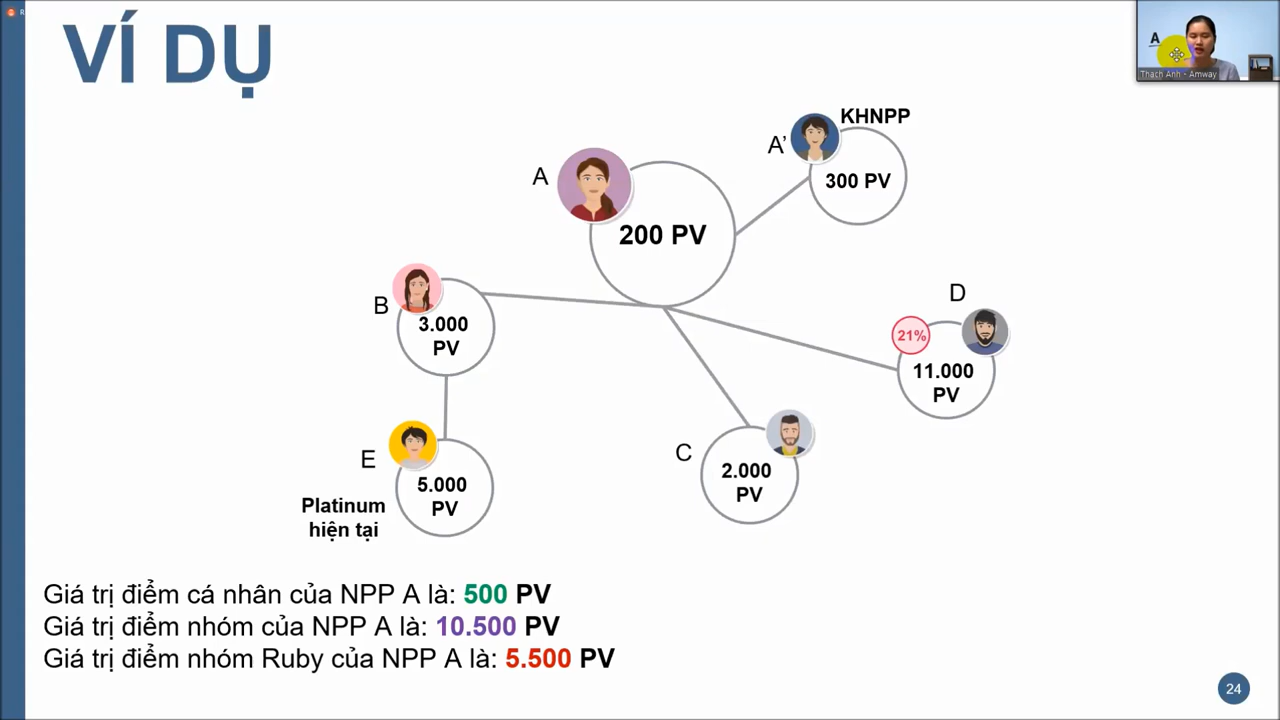 R
VÍ DỤ
A
Thach Anh - Amway
KHNPP
A'
300 PV
A
200 PV
D
21%
11.000
PV
B
3.000
PV
C
2.000
PV
E
5.000
PV
Platinum
hiện tại
Giá trị điểm cá nhân của NPP A là: 500 PV
Giá trị điểm nhóm của NPP A là: 10.500 PV
Giá trị điểm nhóm Ruby của NPP A là: 5.500 PV
24